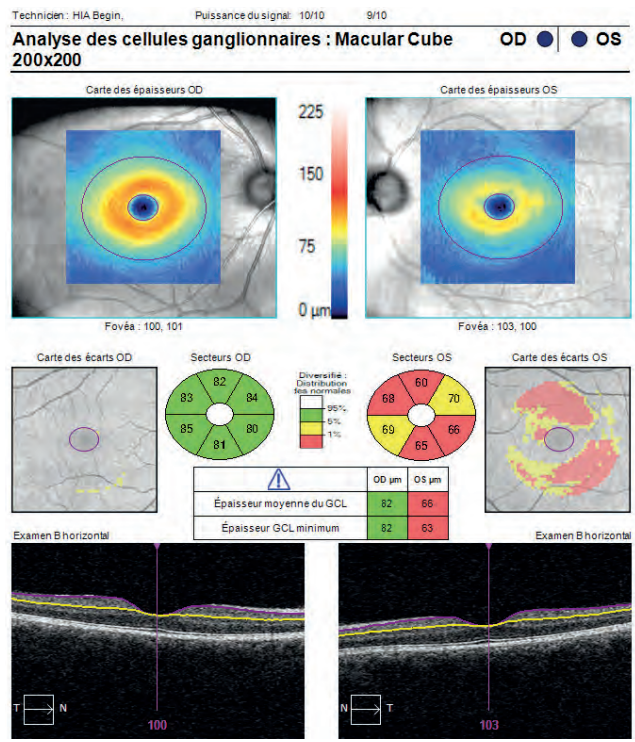 Technicien : HIA Begin, Puissance du signal: 10/10 9/10
Analyse des cellules ganglionnaires : Macular Cube 200x200 OD OS
Carte des épaisseurs OD Carte des épaisseurs OS
225
150
75
0 µm
Fovéa : 100, 101 Fovéa : 103, 100
Carte des écarts OD Secteurs OD Secteurs OS Carte des écarts OS
Diversifié :
Distribution
des normales
95%
5%
1%
82
83 84
85 80
81
60
68 70
69 66
65
OD µm OS µm
Épaisseur moyenne du GCL 82 66
Épaisseur GCL minimum 82 63
Examen B horizontal Examen B horizontal
T N N T
100 103